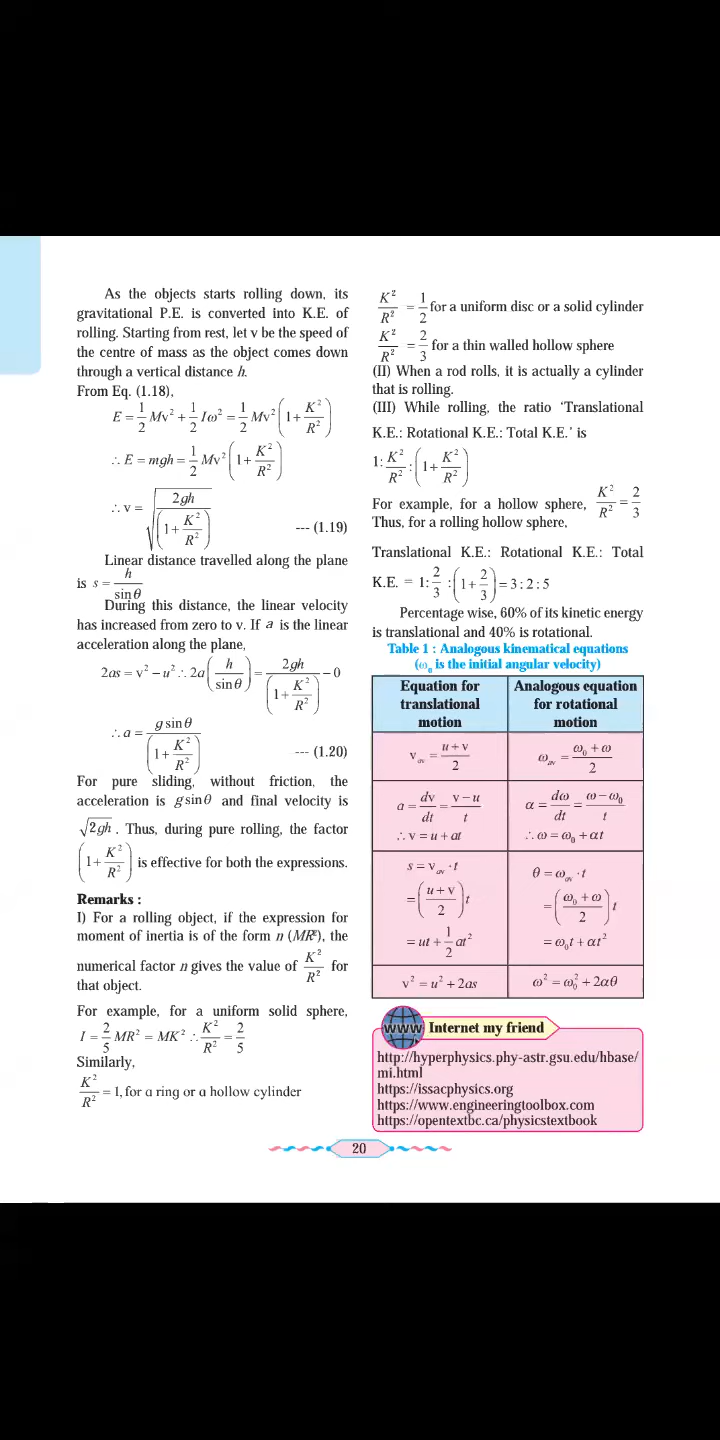 As the objects starts rolling down, its
gravitational P.E. is converted into K.E. of
rolling. Starting from rest, let v be the speed of
the centre of mass as the object comes down
through a vertical distance h.
From Eq. (1.18),
E = 1/2 Mv² + 1/2 Iω² = 1/2 Mv² (1 + K²/R²)
∴ E = mgh = 1/2 Mv² (1 + K²/R²)
∴ v = √(2gh / (1 + K²/R²)) --- (1.19)
Linear distance travelled along the plane
is s = h/sin θ
During this distance, the linear velocity
has increased from zero to v. If a is the linear
acceleration along the plane,
2as = v² − u² ∴ 2a (h/sin θ) = 2gh/(1 + K²/R²) − 0
∴ a = g sin θ/(1 + K²/R²) --- (1.20)
For pure sliding, without friction, the
acceleration is g sin θ and final velocity is
√2gh . Thus, during pure rolling, the factor
(1 + K²/R²) is effective for both the expressions.
Remarks :
I) For a rolling object, if the expression for
moment of inertia is of the form n (MR²), the
numerical factor n gives the value of K²/R² for
that object.
For example, for a uniform solid sphere,
I = 2/5 MR² = MK² ∴ K²/R² = 2/5
Similarly,
K²/R² = 1, for a ring or a hollow cylinder
K²/R² = 1/2 for a uniform disc or a solid cylinder
K²/R² = 2/3 for a thin walled hollow sphere
(II) When a rod rolls, it is actually a cylinder
that is rolling.
(III) While rolling, the ratio 'Translational
K.E.: Rotational K.E.: Total K.E.' is
1: K²/R² : (1 + K²/R²)
For example, for a hollow sphere, K²/R² = 2/3
Thus, for a rolling hollow sphere,
Translational K.E.: Rotational K.E.: Total
K.E. = 1: 2/3 : (1 + 2/3) = 3 : 2 : 5
Percentage wise, 60% of its kinetic energy
is translational and 40% is rotational.
Table 1 : Analogous kinematical equations
(ω₀ is the initial angular velocity)
Equation for translational motion
Analogous equation for rotational motion
v_av = (u + v)/2
ω_av = (ω₀ + ω)/2
a = dv/dt = (v − u)/t
∴ v = u + at
α = dω/dt = (ω − ω₀)/t
∴ ω = ω₀ + αt
s = v_av · t
= ((u + v)/2) t
= ut + 1/2 at²
θ = ω_av · t
= ((ω₀ + ω)/2) t
= ω₀t + αt²
v² = u² + 2as
ω² = ω₀² + 2αθ
www Internet my friend
http://hyperphysics.phy-astr.gsu.edu/hbase/
mi.html
https://issacphysics.org
https://www.engineeringtoolbox.com
https://opentextbc.ca/physicstextbook
20